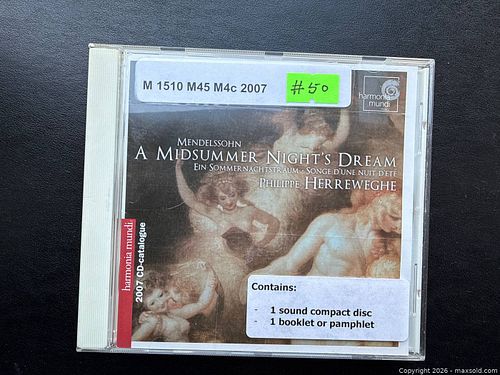 M 1510 M45 M4c 2007
#50
harmonia
mundi
MENDELSSOHN
A MIDSUMMER NIGHT'S DREAM
EIN SOMMERNACHTSTRAUM - SONGE D'UNE NUIT D'ÉTÉ
PHILIPPE HERREWEGHE
harmonia mundi
2007 CD-catalogue
Contains:
- 1 sound compact disc
- 1 booklet or pamphlet
Copyright 2026 - maxsold.com